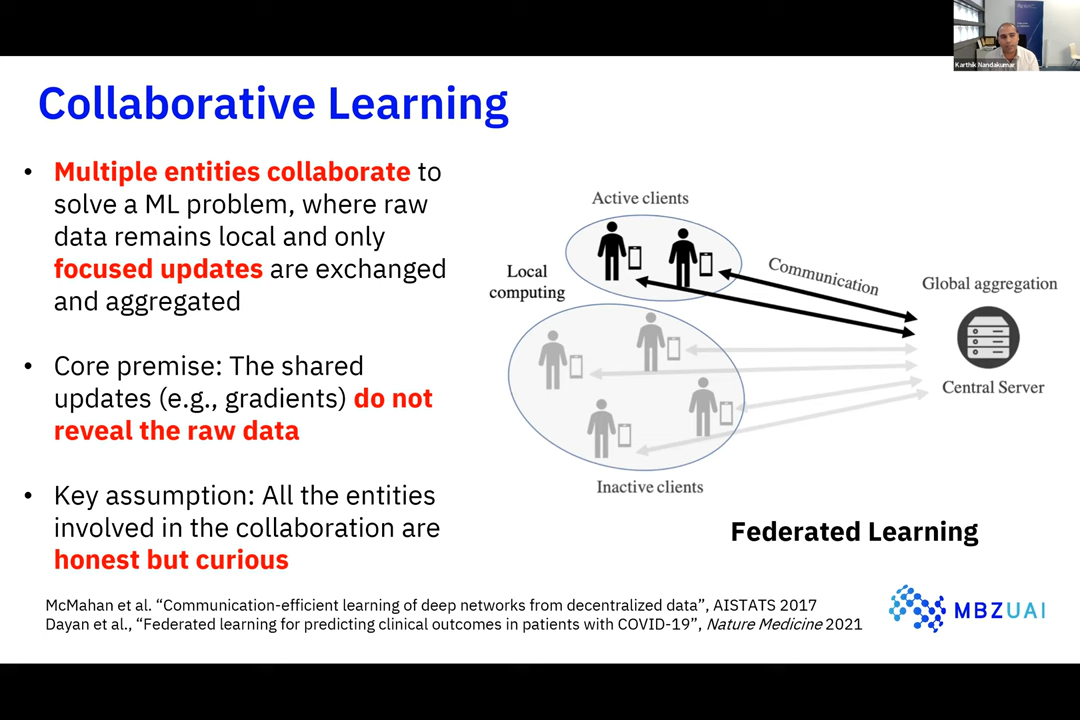 Karthik Nandakumar
Collaborative Learning
• Multiple entities collaborate to
solve a ML problem, where raw
data remains local and only
focused updates are exchanged
and aggregated
• Core premise: The shared
updates (e.g., gradients) do not
reveal the raw data
• Key assumption: All the entities
involved in the collaboration are
honest but curious
Active clients
Local
computing
Communication
Global aggregation
Central Server
Inactive clients
Federated Learning
McMahan et al. “Communication-efficient learning of deep networks from decentralized data”, AISTATS 2017
Dayan et al., “Federated learning for predicting clinical outcomes in patients with COVID-19”, Nature Medicine 2021
MBZUAI